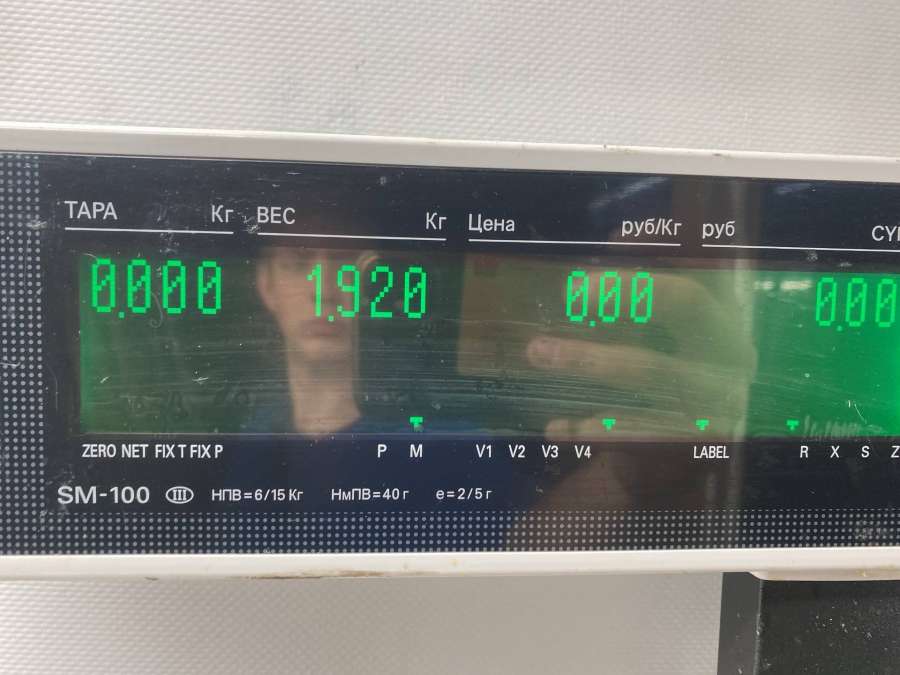 ТАРА Кг ВЕС Кг Цена руб/Кг руб
0.000 1.920 0.00 0.00
ZERO NET FIX T FIX P P M V1 V2 V3 V4 LABEL R X S
SM-100 III НПВ=6/15 Кг НмПВ=40 г e=2/5 г